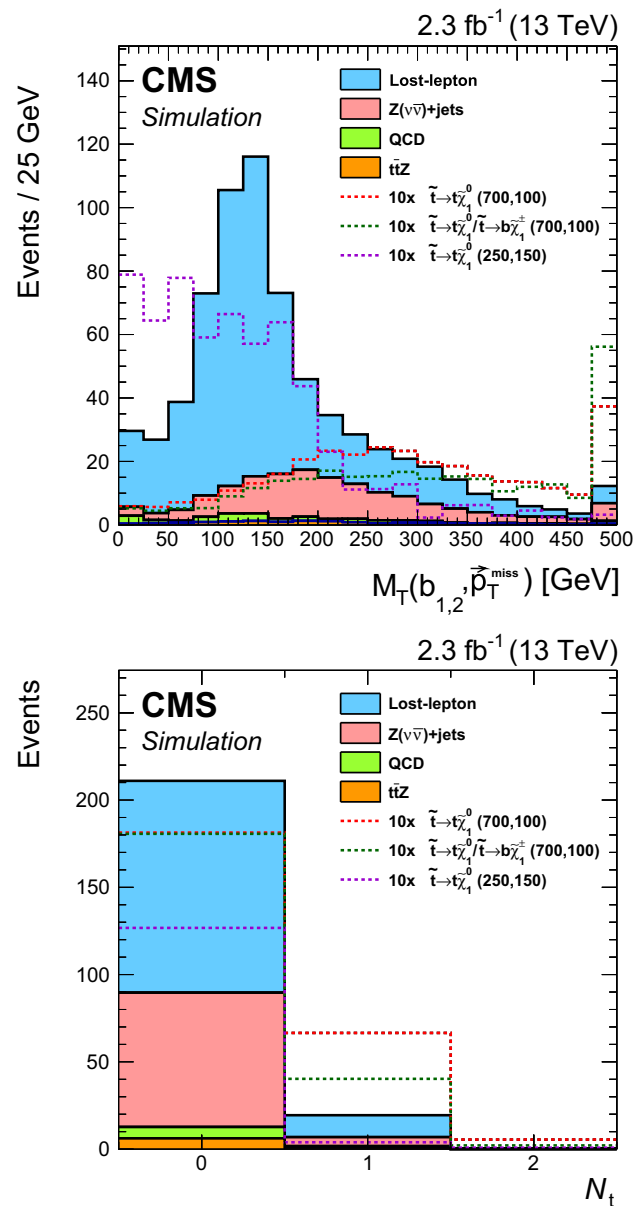 2.3 fb⁻¹ (13 TeV)
CMS
Simulation
Lost-lepton
Z(νν̄)+jets
QCD
tt̄Z
10x t̃→tχ̃₁⁰ (700,100)
10x t̃→tχ̃₁⁰/t̃→bχ̃₁± (700,100)
10x t̃→tχ̃₁⁰ (250,150)
Events / 25 GeV
140
120
100
80
60
40
20
0
0 50 100 150 200 250 300 350 400 450 500
M_T(b₁,₂,p⃗_T^miss) [GeV]
2.3 fb⁻¹ (13 TeV)
CMS
Simulation
Lost-lepton
Z(νν̄)+jets
QCD
tt̄Z
10x t̃→tχ̃₁⁰ (700,100)
10x t̃→tχ̃₁⁰/t̃→bχ̃₁± (700,100)
10x t̃→tχ̃₁⁰ (250,150)
Events
250
200
150
100
50
0
0 1 2
N_t